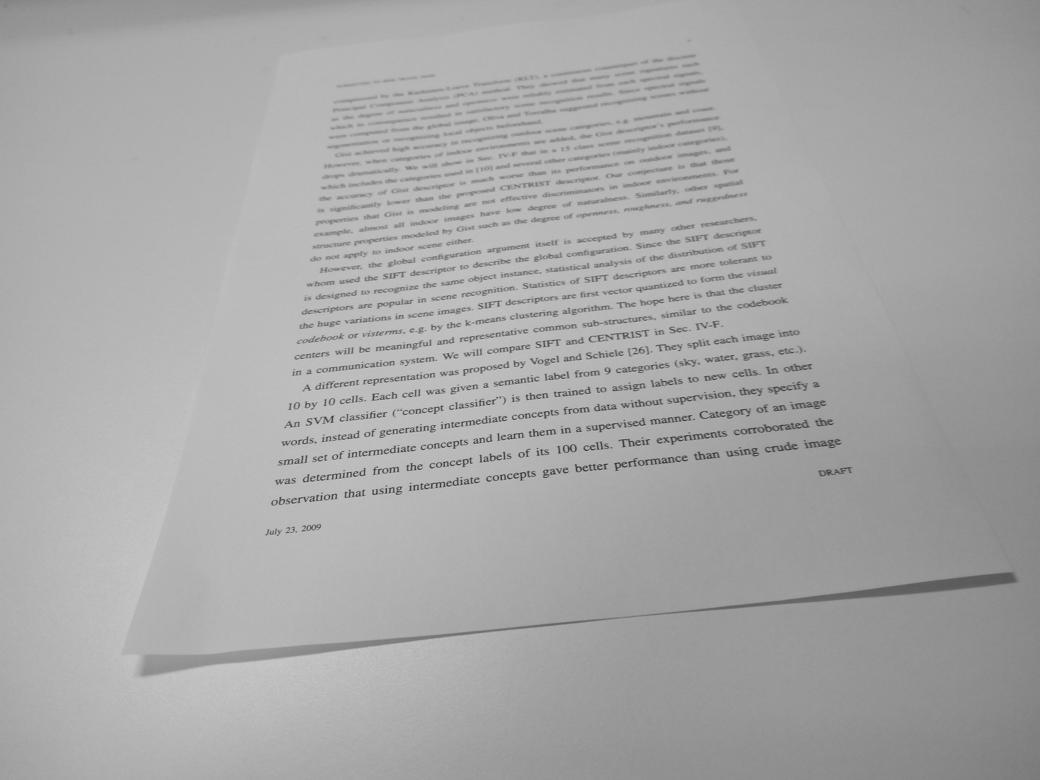 compressed by the Karhunen-Loeve Transform (KLT), a continuous counterpart of the discrete
Principal Component Analysis (PCA) method. They showed that many scene signatures such
as the degree of naturalness and openness were reliably estimated from such spectral signals,
which in consequence resulted in satisfactory scene recognition results. Since spectral signals
were computed from the global image, Oliva and Torralba suggested recognizing scenes without
segmentation or recognizing local objects beforehand.
Gist achieved high accuracy in recognizing outdoor scene categories, e.g. mountain and coast.
However, when categories of indoor environments are added, the Gist descriptor's performance
drops dramatically. We will show in Sec. IV-F that in a 15 class scene recognition dataset [9],
which includes the categories used in [10] and several other categories (mainly indoor categories),
the accuracy of Gist descriptor is much worse than its performance on outdoor images, and
is significantly lower than the proposed CENTRIST descriptor. Our conjecture is that those
properties that Gist is modeling are not effective discriminators in indoor environments. For
example, almost all indoor images have low degree of naturalness. Similarly, other spatial
structure properties modeled by Gist such as the degree of openness, roughness, and ruggedness
do not apply to indoor scene either.
However, the global configuration argument itself is accepted by many other researchers,
whom used the SIFT descriptor to describe the global configuration. Since the SIFT descriptor
is designed to recognize the same object instance, statistical analysis of the distribution of SIFT
descriptors are popular in scene recognition. Statistics of SIFT descriptors are more tolerant to
the huge variations in scene images. SIFT descriptors are first vector quantized to form the visual
codebook or visterms, e.g. by the k-means clustering algorithm. The hope here is that the cluster
centers will be meaningful and representative common sub-structures, similar to the codebook
in a communication system. We will compare SIFT and CENTRIST in Sec. IV-F.
A different representation was proposed by Vogel and Schiele [26]. They split each image into
10 by 10 cells. Each cell was given a semantic label from 9 categories (sky, water, grass, etc.).
An SVM classifier (“concept classifier”) is then trained to assign labels to new cells. In other
words, instead of generating intermediate concepts from data without supervision, they specify a
small set of intermediate concepts and learn them in a supervised manner. Category of an image
was determined from the concept labels of its 100 cells. Their experiments corroborated the
observation that using intermediate concepts gave better performance than using crude image
July 23, 2009 DRAFT